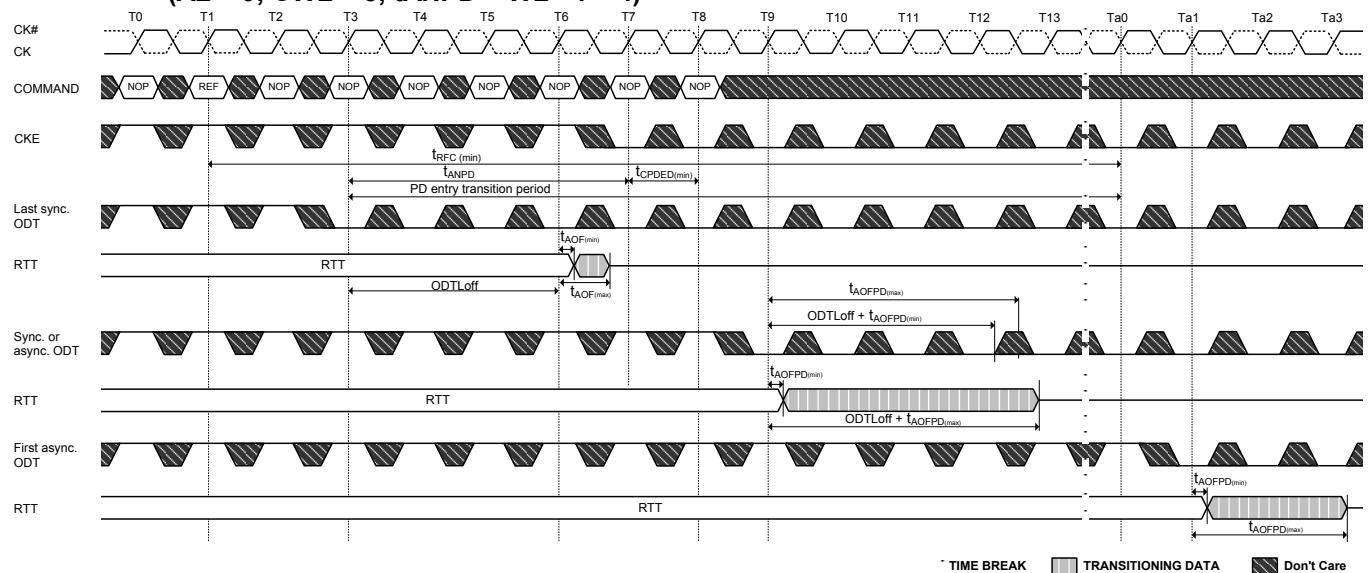 T0 T1 T2 T3 T4 T5 T6 T7 T8 T9 T10 T11 T12 T13 Ta0 Ta1 Ta2 Ta3
CK#
CK
COMMAND NOP REF NOP NOP NOP NOP NOP NOP NOP
CKE
tRFC (min)
tANPD tCPDED(min)
PD entry transition period
Last sync.
ODT
tAOF(min)
RTT RTT
ODTLoff tAOF(max)
tAOFPD(max)
ODTLoff + tAOFPD(min)
Sync. or
async. ODT
tAOFPD(min)
RTT RTT
ODTLoff + tAOFPD(max)
First async.
ODT
tAOFPD(min)
RTT RTT
tAOFPD(max)
TIME BREAK TRANSITIONING DATA Don't Care